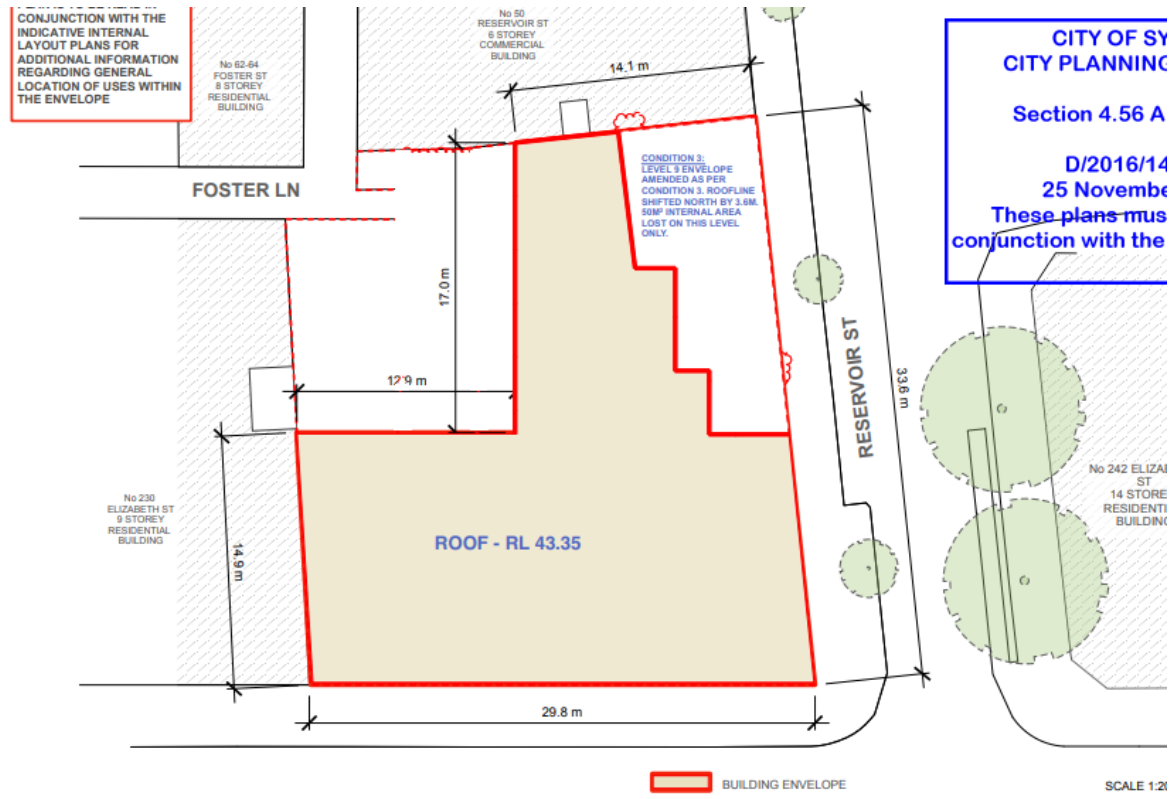 CONJUNCTION WITH THE
INDICATIVE INTERNAL
LAYOUT PLANS FOR
ADDITIONAL INFORMATION
REGARDING GENERAL
LOCATION OF USES WITHIN
THE ENVELOPE
No 62-64
FOSTER ST
8 STOREY
RESIDENTIAL
BUILDING
No 50
RESERVOIR ST
6 STOREY
COMMERCIAL
BUILDING
14.1 m
CITY OF SY
CITY PLANNING
Section 4.56 A
D/2016/14
25 Novembe
These plans mus
conjunction with the
FOSTER LN
CONDITION 3:
LEVEL 9 ENVELOPE
AMENDED AS PER
CONDITION 3. ROOFLINE
SHIFTED NORTH BY 3.6M.
50M² INTERNAL AREA
LOST ON THIS LEVEL
ONLY.
17.0 m
12.9 m
RESERVOIR ST
33.6 m
No 230
ELIZABETH ST
9 STOREY
RESIDENTIAL
BUILDING
14.9 m
ROOF - RL 43.35
No 242 ELIZAB
ST
14 STORE
RESIDENTI
BUILDING
29.8 m
BUILDING ENVELOPE
SCALE 1:20